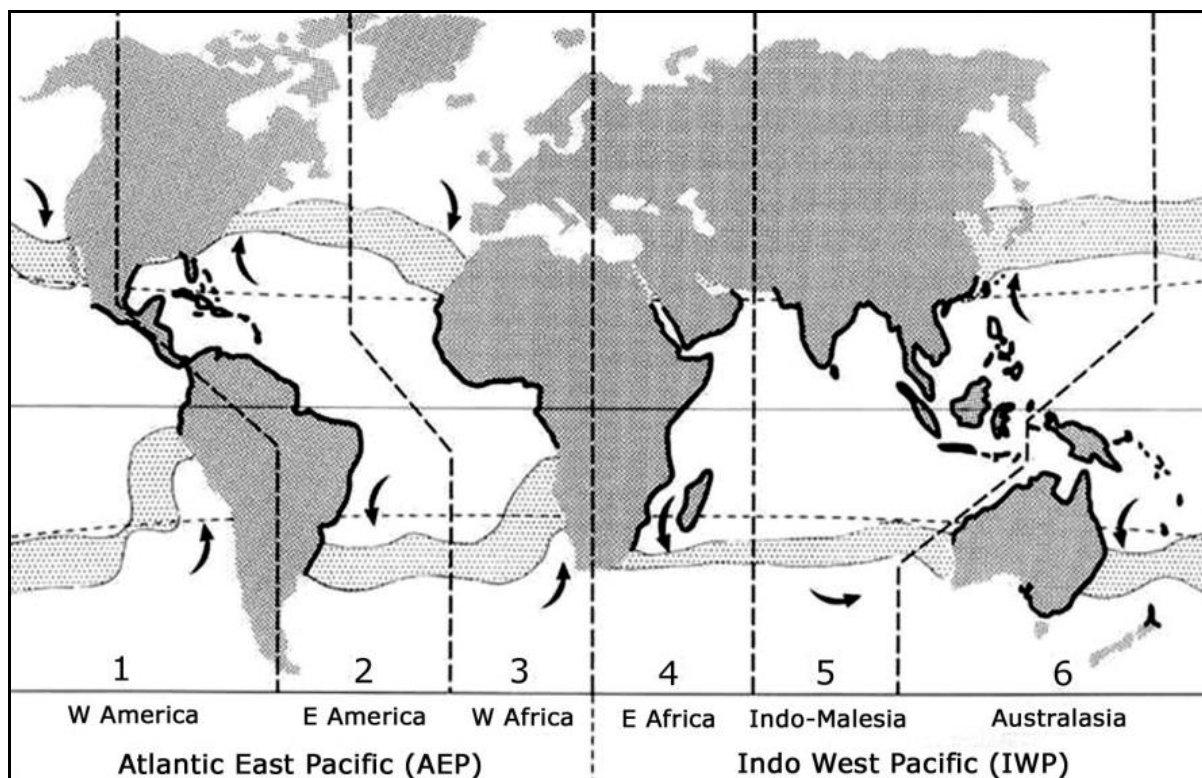 1 2 3 4 5 6
W America E America W Africa E Africa Indo-Malesia Australasia
Atlantic East Pacific (AEP) Indo West Pacific (IWP)